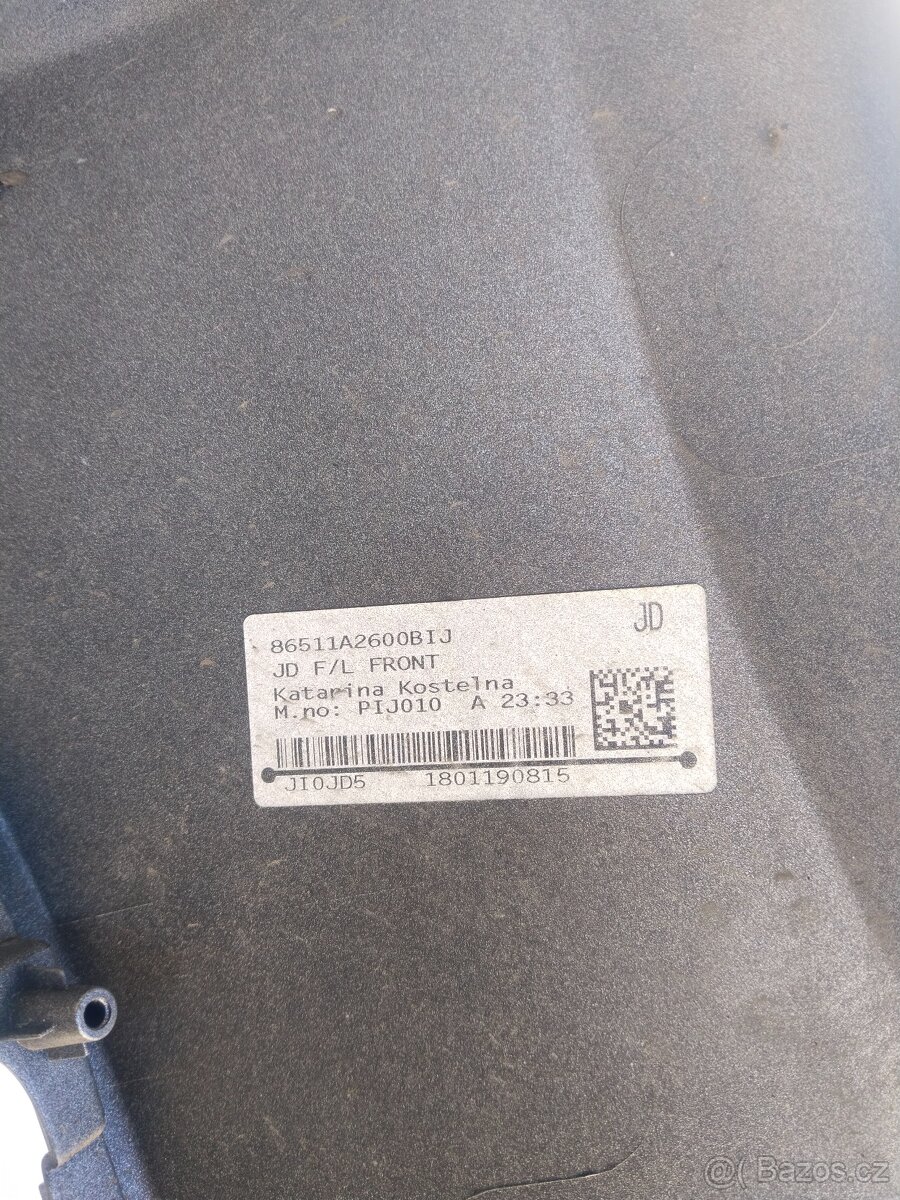 86511A2600BIJ
JD
JD F/L FRONT
Katarina Kostelna
M.no: PIJ010 A 23:33
JI0JD5 1801190815
@( Bazos.cz